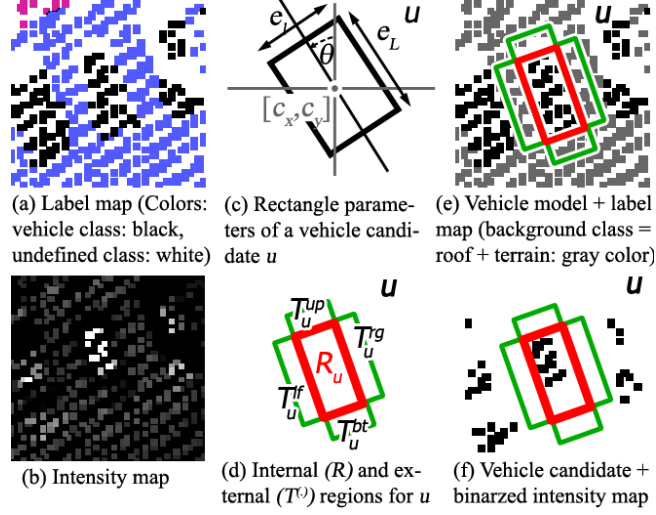 u
e_l
e_L
θ
[c_x,c_y]
u
(a) Label map (Colors:
vehicle class: black,
undefined class: white)
(c) Rectangle parame-
ters of a vehicle candi-
date u
(e) Vehicle model + label
map (background class =
roof + terrain: gray color)
(b) Intensity map
u
T_u^up
T_u^rg
R_u
T_u^lf
T_u^bt
(d) Internal (R) and ex-
ternal (T^(.)) regions for u
u
(f) Vehicle candidate +
binarzed intensity map